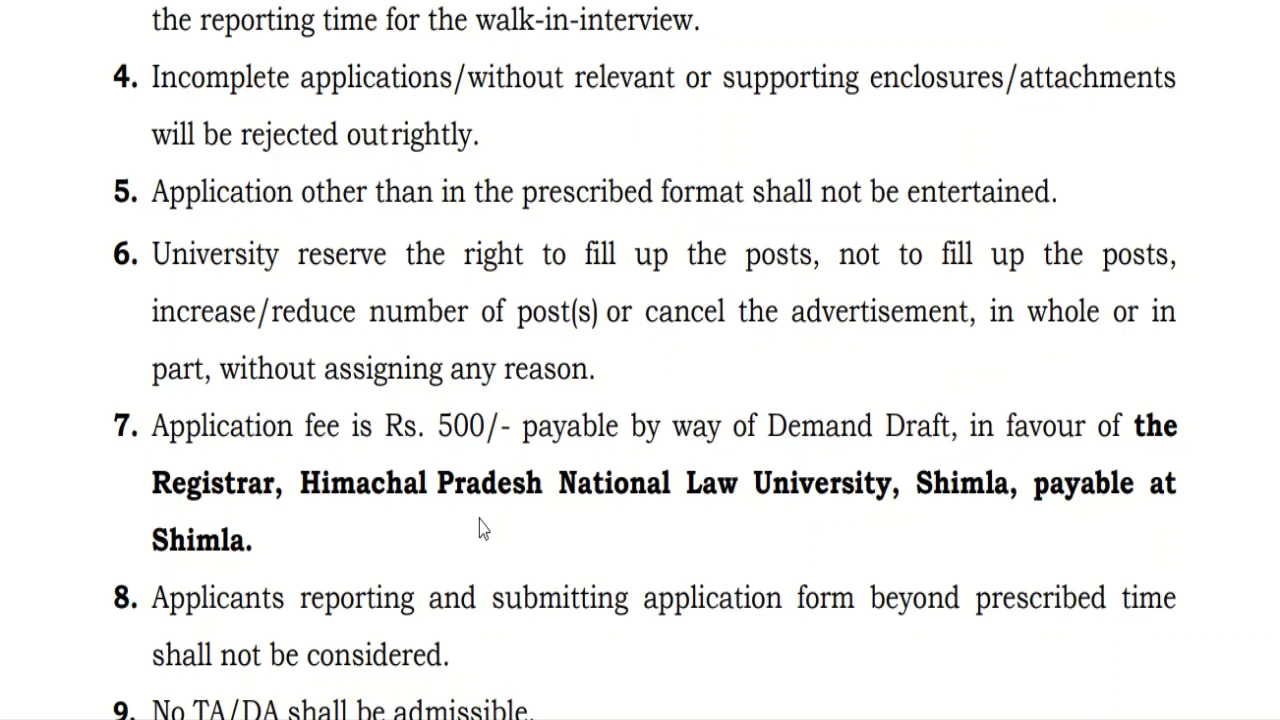 the reporting time for the walk-in-interview.
4. Incomplete applications/without relevant or supporting enclosures/attachments
will be rejected outrightly.
5. Application other than in the prescribed format shall not be entertained.
6. University reserve the right to fill up the posts, not to fill up the posts,
increase/reduce number of post(s) or cancel the advertisement, in whole or in
part, without assigning any reason.
7. Application fee is Rs. 500/- payable by way of Demand Draft, in favour of the
Registrar, Himachal Pradesh National Law University, Shimla, payable at
Shimla.
8. Applicants reporting and submitting application form beyond prescribed time
shall not be considered.
9. No TA/DA shall be admissible.